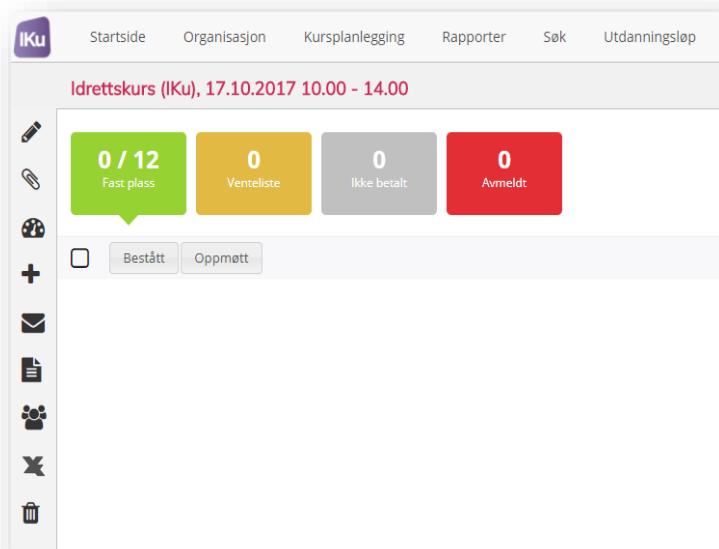 IKu
Startside Organisasjon Kursplanlegging Rapporter Søk Utdanningsløp
Idrettskurs (IKu), 17.10.2017 10.00 - 14.00
0 / 12 0 0 0
Fast plass Venteliste Ikke betalt Avmeldt
Bestått Oppmøtt